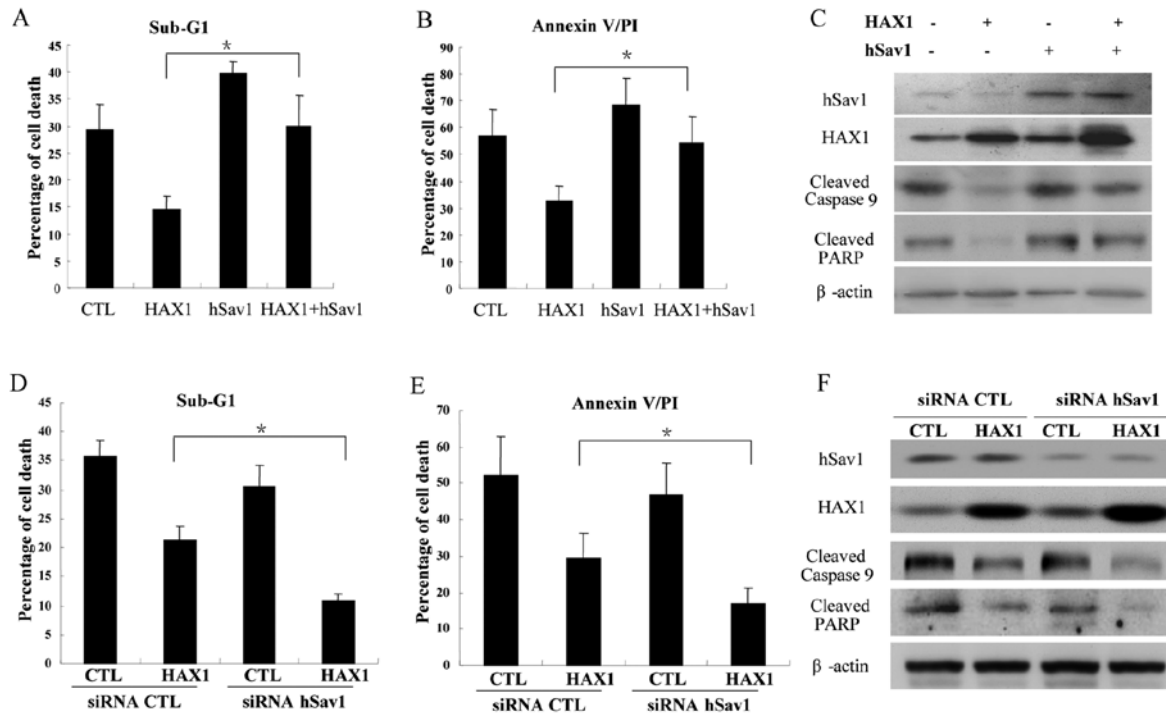 A
Sub-G1
*
Percentage of cell death
45
40
35
30
25
20
15
10
5
0
CTL HAX1 hSav1 HAX1+hSav1
B
Annexin V/PI
*
Percentage of cell death
90
80
70
60
50
40
30
20
10
0
CTL HAX1 hSav1 HAX1+hSav1
C
HAX1 - + - +
hSav1 - - + +
hSav1
HAX1
Cleaved
Caspase 9
Cleaved
PARP
β -actin
D
Sub-G1
*
Percentage of cell death
45
40
35
30
25
20
15
10
5
0
CTL HAX1 CTL HAX1
siRNA CTL siRNA hSav1
E
Annexin V/PI
*
Percentage of cell death
70
60
50
40
30
20
10
0
CTL HAX1 CTL HAX1
siRNA CTL siRNA hSav1
F
siRNA CTL siRNA hSav1
CTL HAX1 CTL HAX1
hSav1
HAX1
Cleaved
Caspase 9
Cleaved
PARP
β -actin